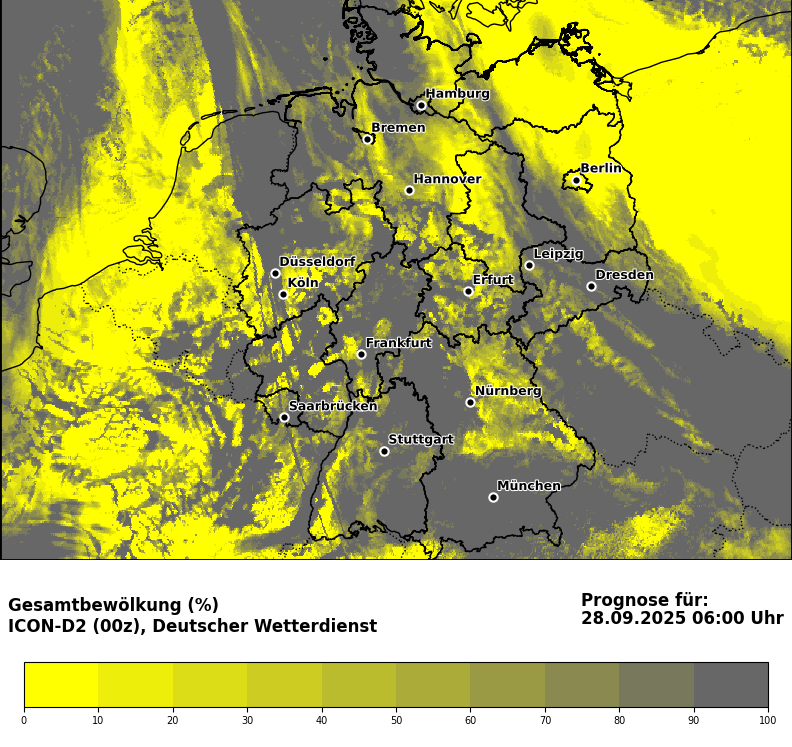 Hamburg
Bremen
Berlin
Hannover
Leipzig
Düsseldorf
Dresden
Köln
Erfurt
Frankfurt
Nürnberg
Saarbrücken
Stuttgart
München
Gesamtbewölkung (%)
ICON-D2 (00z), Deutscher Wetterdienst
Prognose für:
28.09.2025 06:00 Uhr
0 10 20 30 40 50 60 70 80 90 100